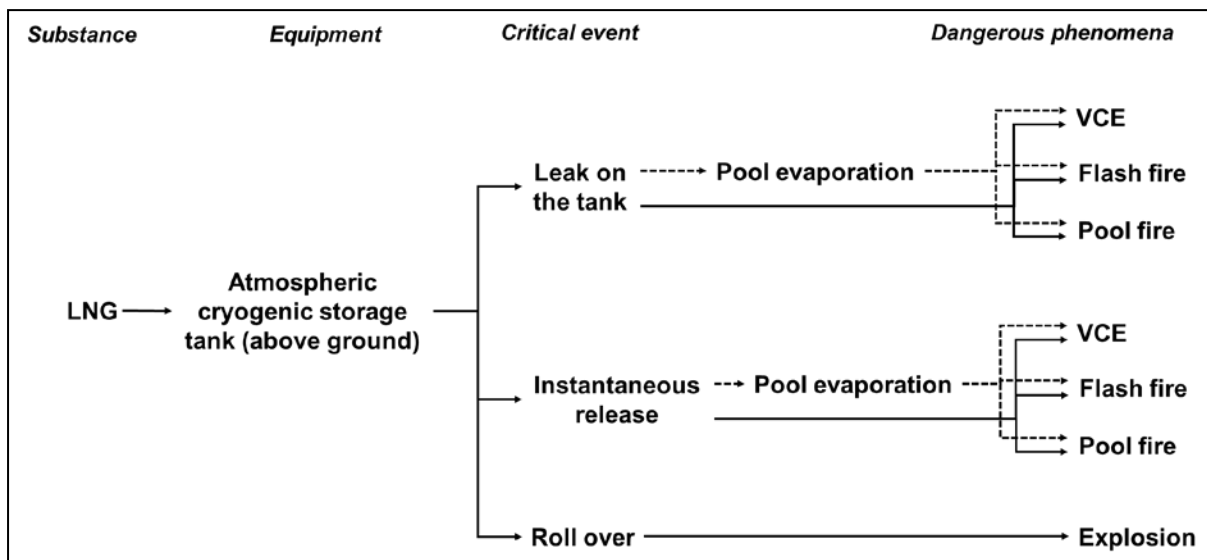 Substance Equipment Critical event Dangerous phenomena
VCE
Leak on
the tank
Pool evaporation
Flash fire
Pool fire
LNG
Atmospheric
cryogenic storage
tank (above ground)
VCE
Instantaneous
release
Pool evaporation
Flash fire
Pool fire
Roll over
Explosion